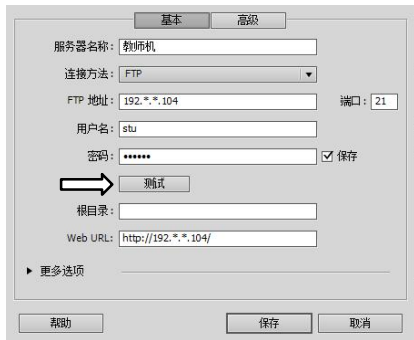 基本 高级
服务器名称: 教师机
连接方法: FTP
FTP 地址: 192.*.*.104 端口: 21
用户名: stu
密码: •••••• 保存
测试
根目录:
Web URL: http://192.*.*.104/
更多选项
帮助 保存 取消